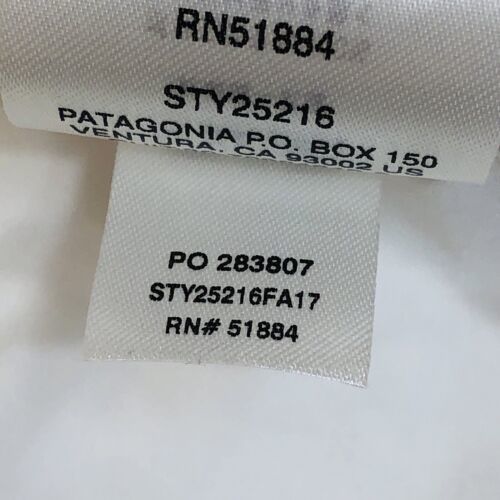 RN51884
STY25216
PATAGONIA P.O. BOX 150
VENTURA, CA 93002 US
PO 283807
STY25216FA17
RN# 51884